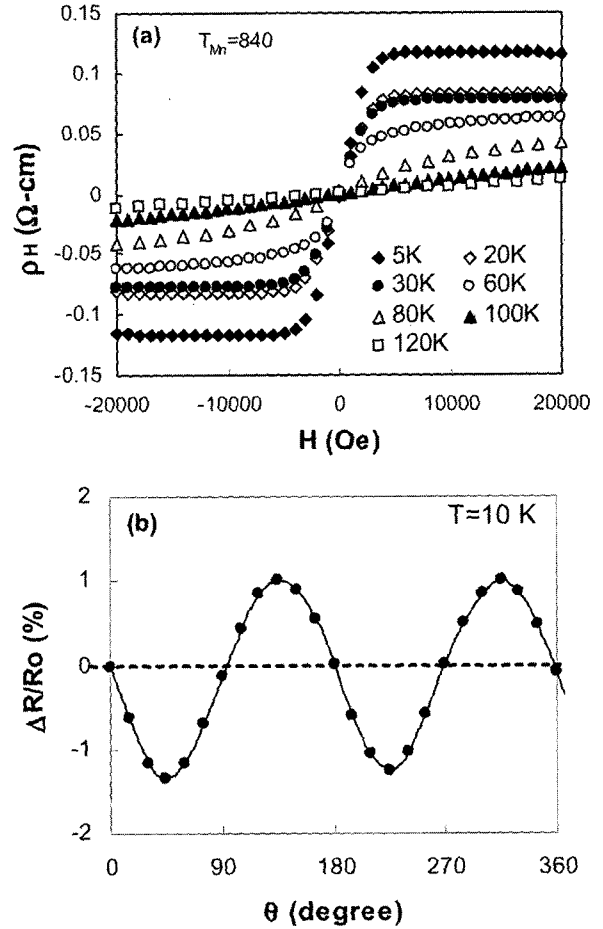 (a) T_Mn=840
0.15
0.1
0.05
0
-0.05
-0.1
-0.15
ρH (Ω-cm)
◆ 5K ◇ 20K
● 30K ○ 60K
△ 80K ▲ 100K
□ 120K
-20000 -10000 0 10000 20000
H (Oe)
(b) T=10 K
2
1
0
-1
-2
ΔR/Ro (%)
0 90 180 270 360
θ (degree)